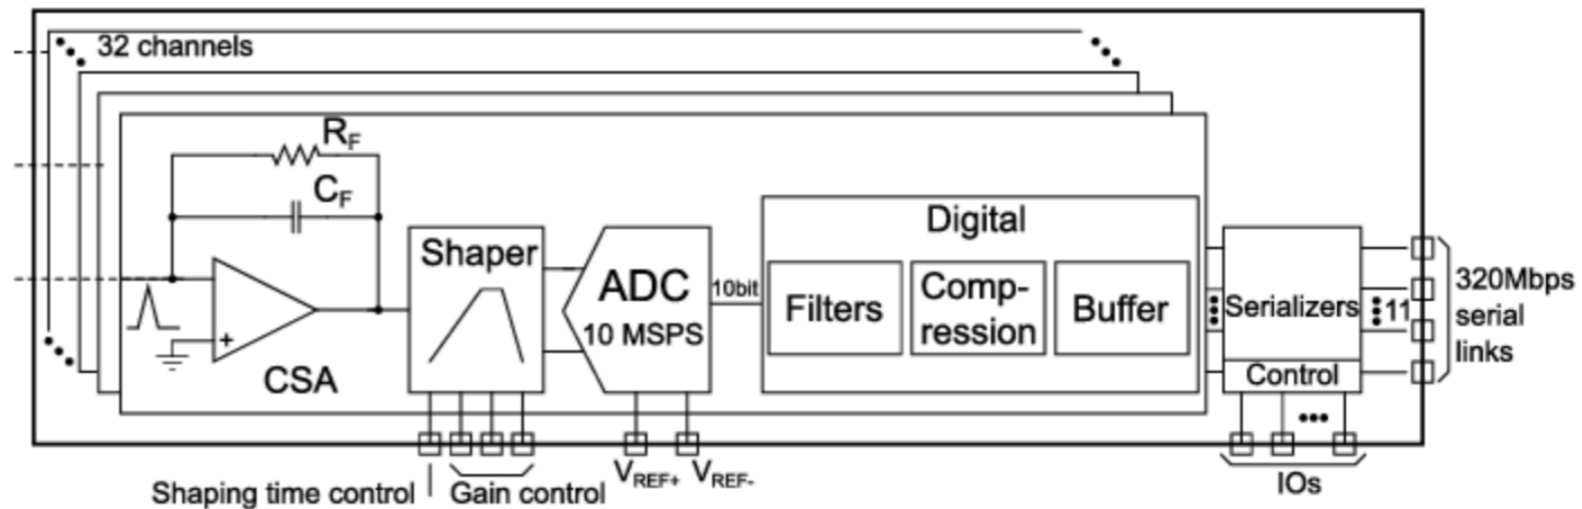 32 channels
RF
CF
+
CSA
Shaper
ADC
10 MSPS
10bit
Digital
Filters
Comp-
ression
Buffer
Serializers
Control
11
320Mbps
serial
links
Shaping time control
Gain control
VREF+
VREF-
IOs